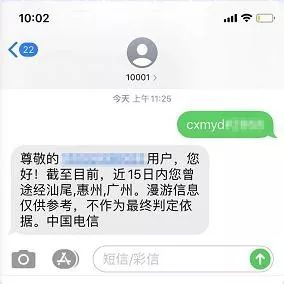 10:02
22
10001
今天 上午 11:25
cxmyd
尊敬的 用户，您
好！截至目前，近15日内您曾
途经汕尾,惠州,广州。漫游信息
仅供参考，不作为最终判定依
据。中国电信
短信/彩信